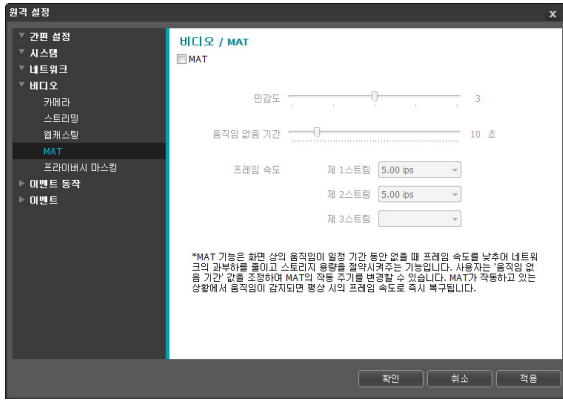 원격 설정
x
간편 설정
시스템
네트워크
비디오
카메라
스트리밍
웹캐스팅
MAT
프라이버시 마스킹
이벤트 동작
이벤트
비디오 / MAT
MAT
민감도 3
움직임 없음 기간 10 초
프레임 속도 제 1스트림 5.00 ips
제 2스트림 5.00 ips
제 3스트림
*MAT 기능은 화면 상의 움직임이 일정 기간 동안 없을 때 프레임 속도를 낮추어 네트워
크의 과부하를 줄이고 스토리지 용량을 절약시켜주는 기능입니다. 사용자는 '움직임 없
음 기간' 값을 조정하며 MAT의 작동 주기를 변경할 수 있습니다. MAT가 작동하고 있는
상황에서 움직임이 감지되면 평상 시의 프레임 속도로 즉시 복구됩니다.
확인 취소 적용